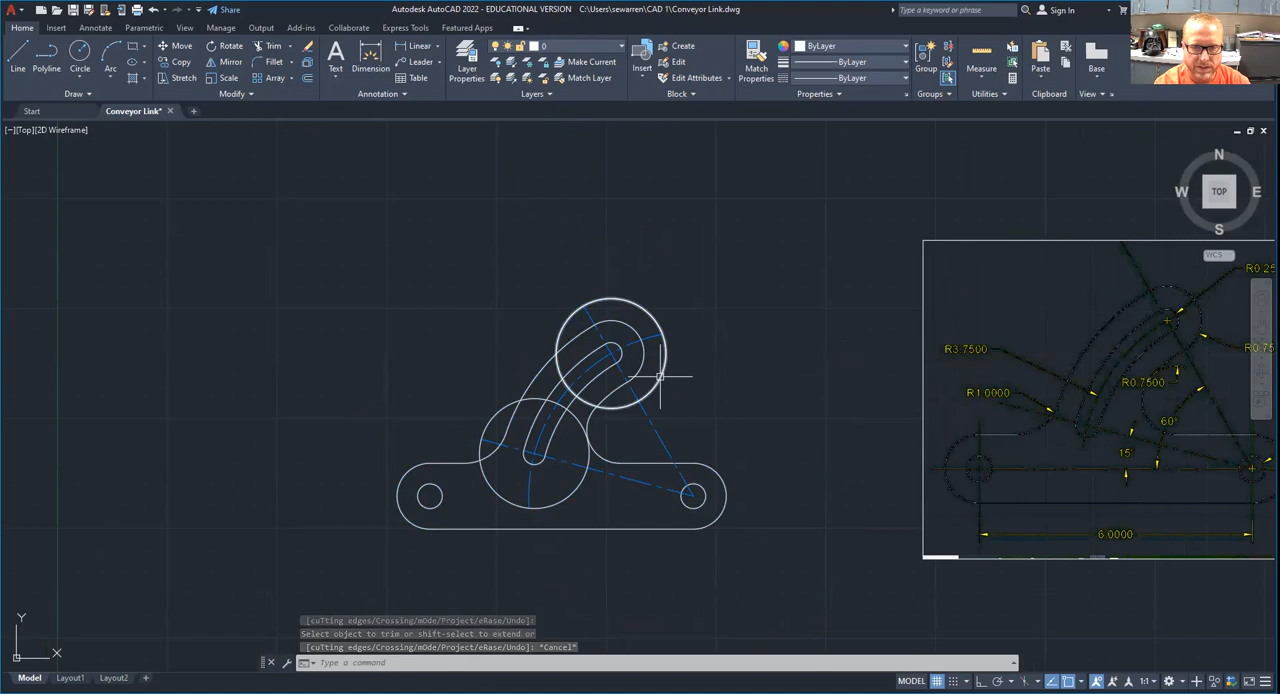 Autodesk AutoCAD 2022 - EDUCATIONAL VERSION C:\Users\sewarren\CAD 1\Conveyor Link.dwg
Share
Type a keyword or phrase
Sign In
Home Insert Annotate Parametric View Manage Output Add-ins Collaborate Express Tools Featured Apps
Line Polyline Circle Arc
Move Rotate Trim
Copy Mirror Fillet
Stretch Scale Array
Text Dimension
Linear
Leader
Table
Layer Properties
0
Make Current
Match Layer
Insert
Create
Edit
Edit Attributes
Match Properties
ByLayer
ByLayer
ByLayer
Group
Measure
Paste
Base
Draw Modify Annotation Layers Block Properties Groups Utilities Clipboard View
Start Conveyor Link*
[−][Top][2D Wireframe]
N
W TOP E
S
WCS
R0.25
R3.7500
R0.75
R0.7500
R1.0000
60°
15°
6.0000
Y
X
[cuTting edges/Crossing/mOde/Project/eRase/Undo]:
Select object to trim or shift-select to extend or
[cuTting edges/Crossing/mOde/Project/eRase/Undo]: *Cancel*
Type a command
Model Layout1 Layout2
MODEL
1:1